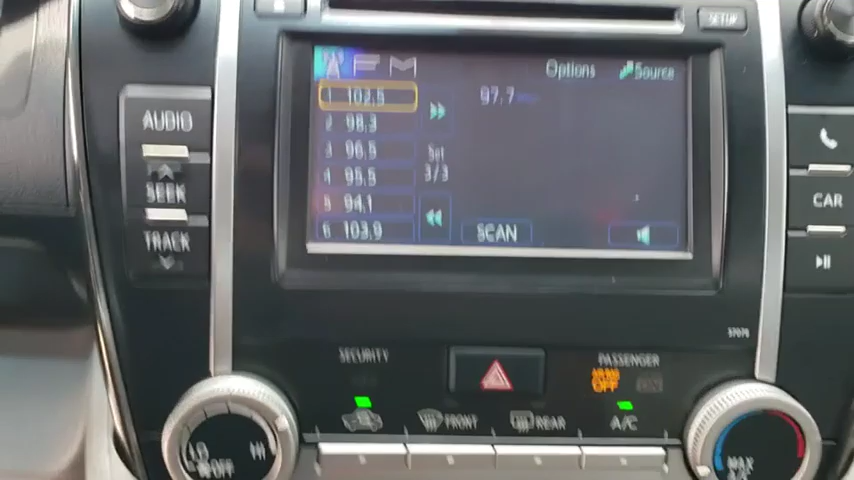 SETUP
Options Source
1 102.5 97.7
2 98.3
3 96.5 Set
4 95.5 3/3
5 94.1
6 103.9 SCAN
AUDIO
SEEK
TRACK
CAR
57076
SECURITY PASSENGER
OFF
FRONT REAR A/C
LO HI
OFF
MAX
A/C